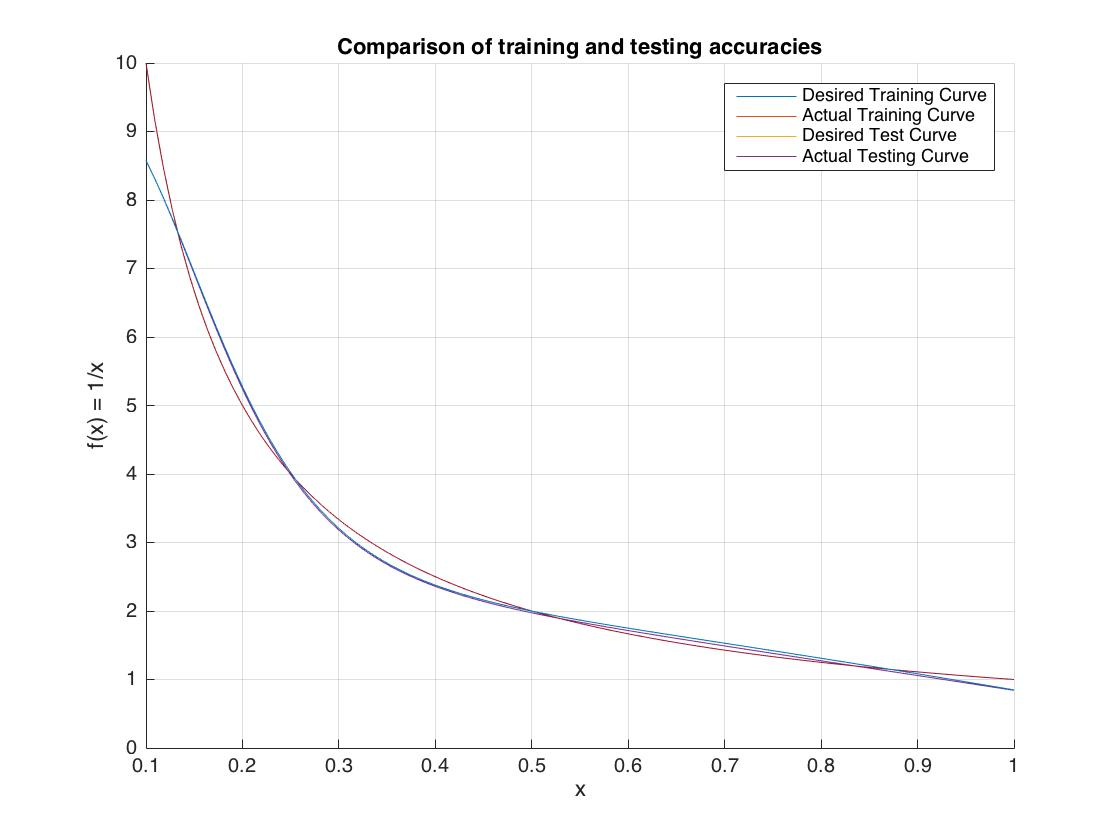 Comparison of training and testing accuracies
10
9
8
7
6
5
4
3
2
1
0
f(x) = 1/x
Desired Training Curve
Actual Training Curve
Desired Test Curve
Actual Testing Curve
0.1 0.2 0.3 0.4 0.5 0.6 0.7 0.8 0.9 1
x